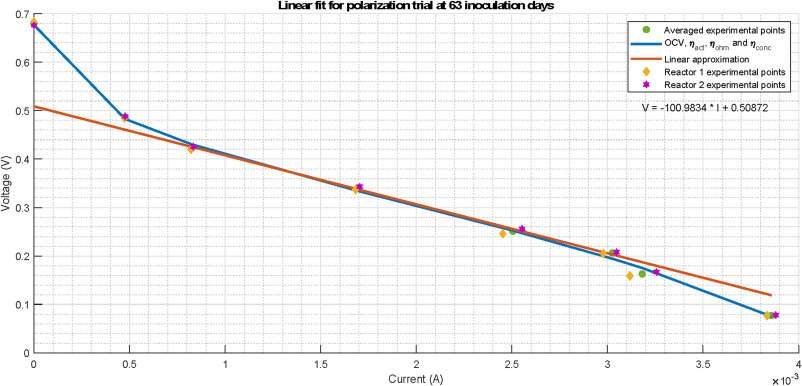 Linear fit for polarization trial at 63 inoculation days
Averaged experimental points
OCV, ηact, ηohm and ηconc
Linear approximation
Reactor 1 experimental points
Reactor 2 experimental points
V = -100.9834 * I + 0.50872
Voltage (V)
0.7
0.6
0.5
0.4
0.3
0.2
0.1
0
0 0.5 1 1.5 2 2.5 3 3.5 4
Current (A)
×10⁻³